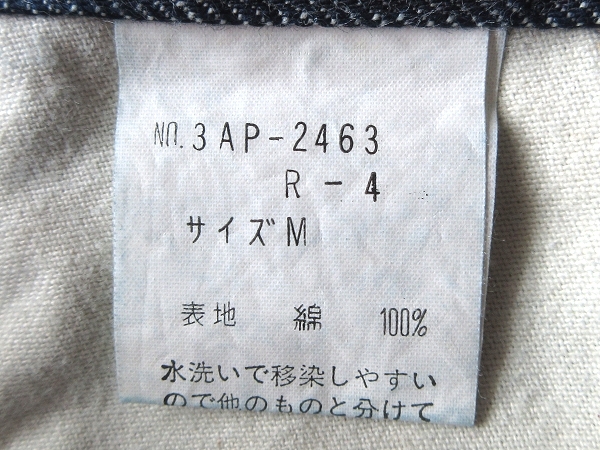 NO. 3AP-2463
R-4
サイズ M
表地 綿 100%
水洗いで移染しやすい
ので他のものと分けて